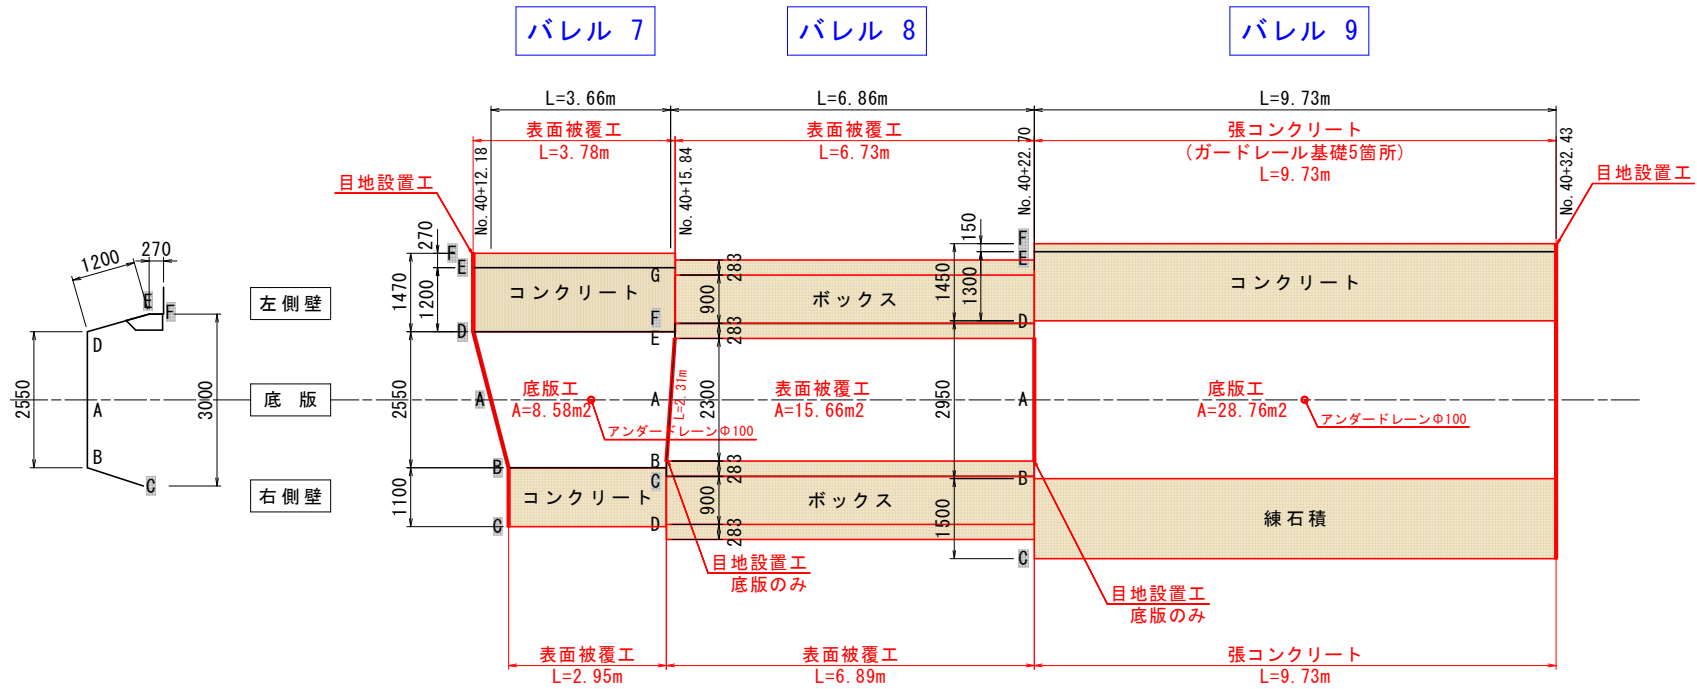 バレル 7
バレル 8
バレル 9
L=3.66m
L=6.86m
L=9.73m
表面被覆工
L=3.78m
表面被覆工
L=6.73m
張コンクリート
(ガードレール基礎5箇所)
L=9.73m
No.40+12.18
No.40+15.84
No.40+22.70
No.40+32.43
目地設置工
目地設置工
1200
270
E
F
D
A
B
C
2550
3000
左側壁
底 版
右側壁
270
1470
1200
2550
1100
F
E
D
A
B
C
コンクリート
コンクリート
底版工
A=8.58m2
アンダードレーンΦ100
G
F
E
A
B
C
D
L=2.31m
283
900
283
2300
283
900
283
ボックス
表面被覆工
A=15.66m2
ボックス
150
1450
1300
2950
1500
F
E
D
A
B
C
コンクリート
底版工
A=28.76m2
アンダードレーンΦ100
練石積
目地設置工
底版のみ
目地設置工
底版のみ
表面被覆工
L=2.95m
表面被覆工
L=6.89m
張コンクリート
L=9.73m